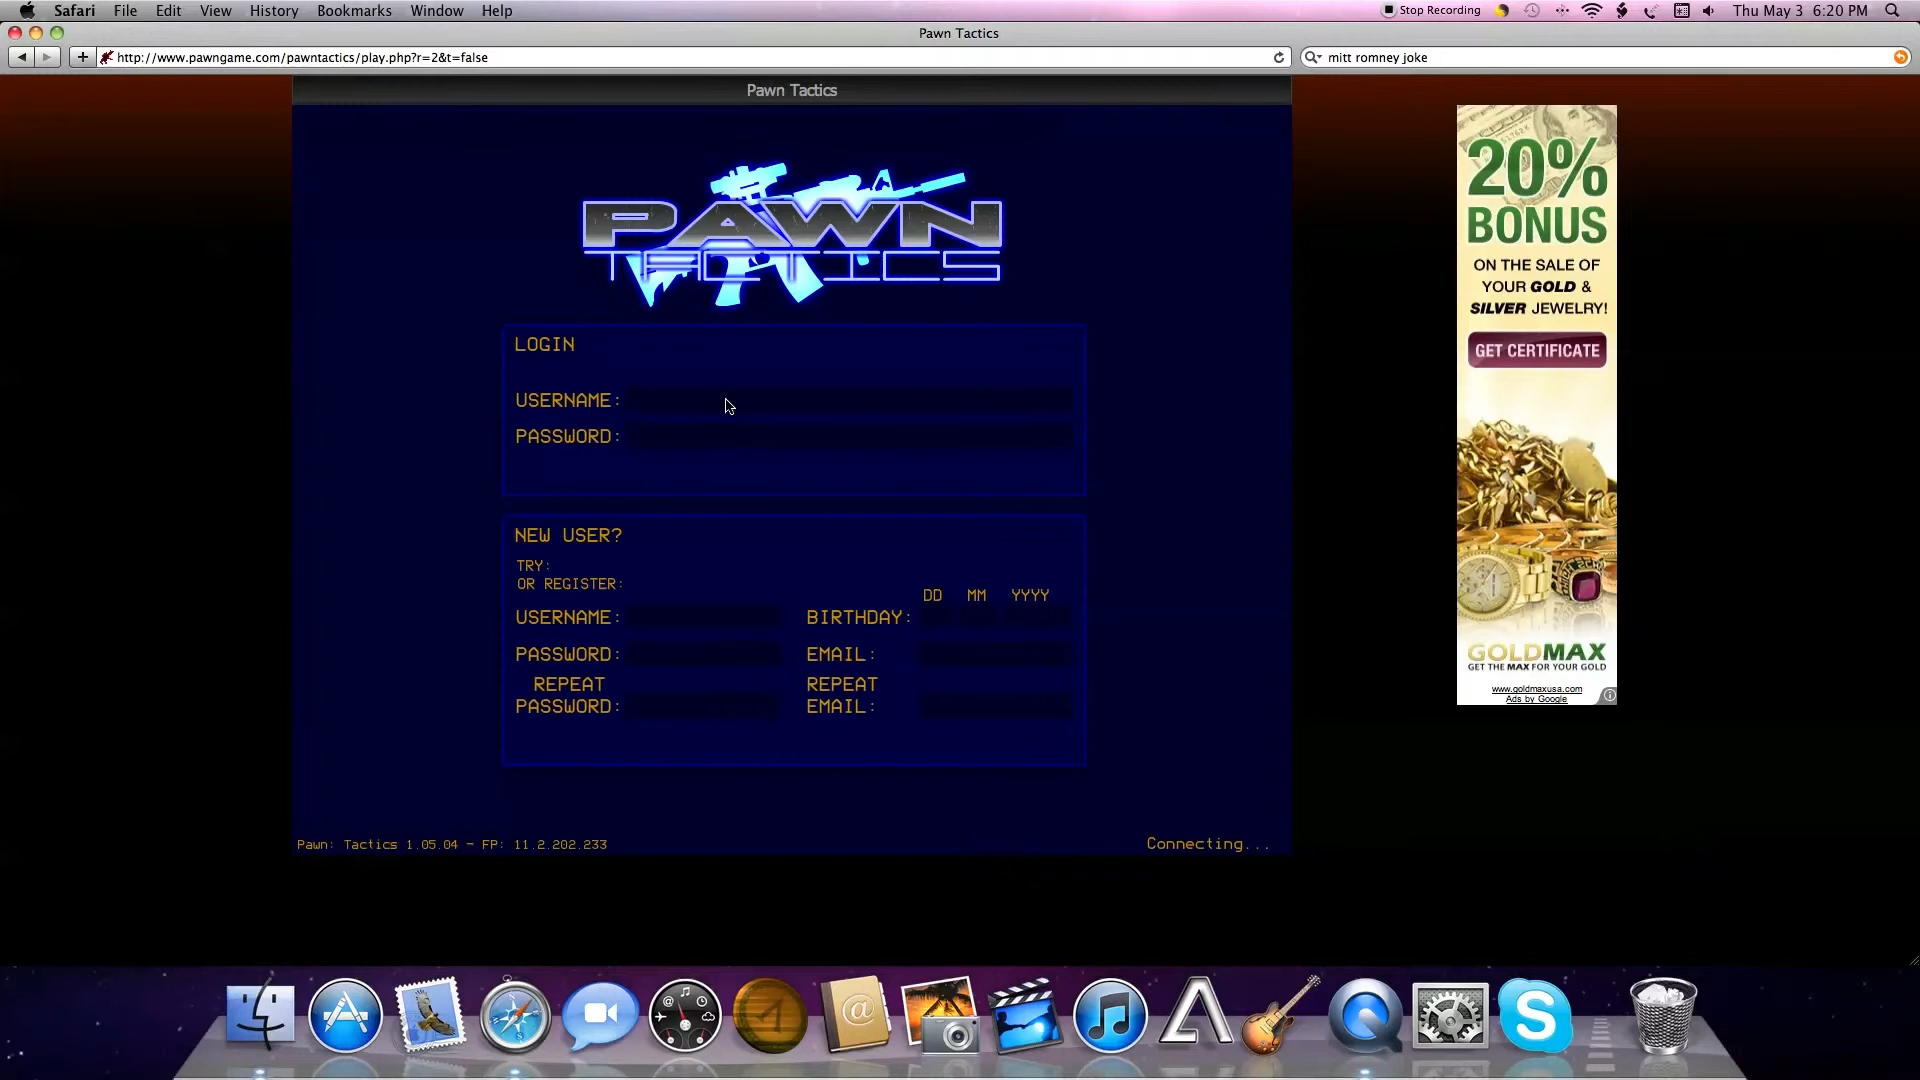 Safari File Edit View History Bookmarks Window Help
Stop Recording
Thu May 3 6:20 PM
Pawn Tactics
http://www.pawngame.com/pawntactics/play.php?r=2&t=false
mitt romney joke
Pawn Tactics
PAWN
TACTICS
LOGIN
USERNAME:
PASSWORD:
NEW USER?
TRY:
OR REGISTER:
DD MM YYYY
USERNAME:
BIRTHDAY:
PASSWORD:
EMAIL:
REPEAT
PASSWORD:
REPEAT
EMAIL:
Pawn: Tactics 1.05.04 - FP: 11.2.202.233
Connecting...
20%
BONUS
ON THE SALE OF
YOUR GOLD &
SILVER JEWELRY!
GET CERTIFICATE
GOLDMAX
GET THE MAX FOR YOUR GOLD
www.goldmaxusa.com
Ads by Google